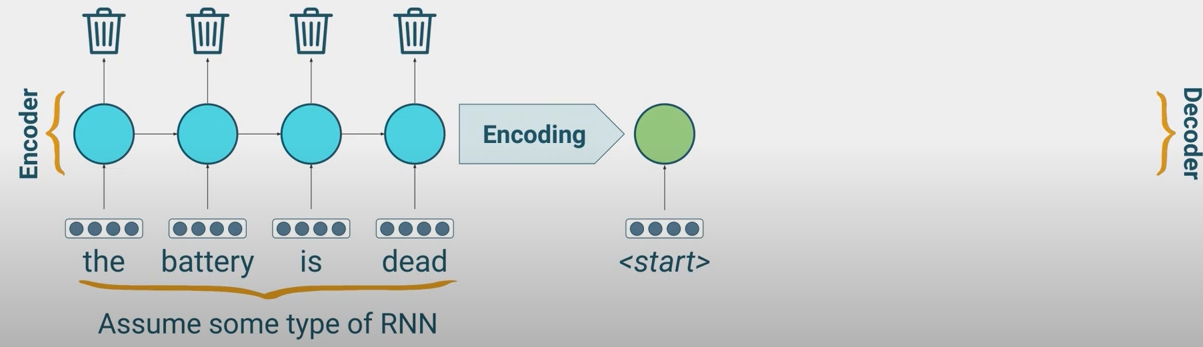 Encoder
Encoding
Decoder
the battery is dead
<start>
Assume some type of RNN